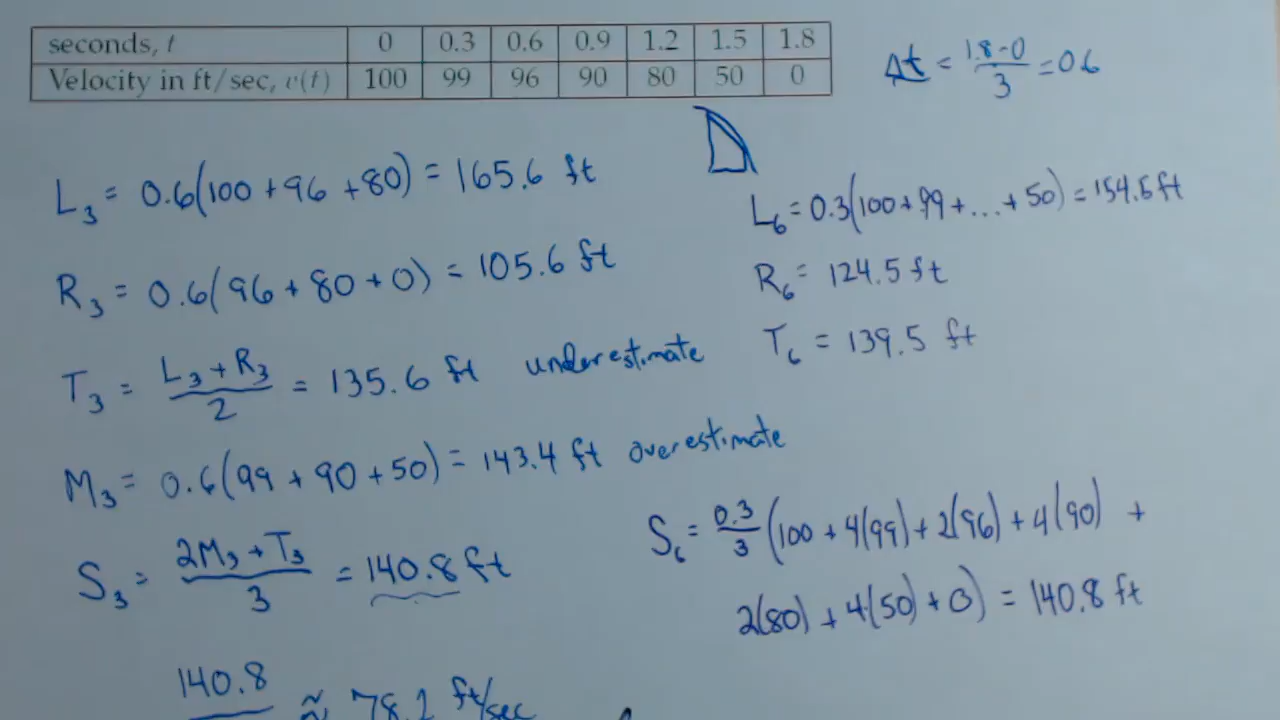 seconds, t 0 0.3 0.6 0.9 1.2 1.5 1.8
Velocity in ft/sec, v(t) 100 99 96 90 80 50 0
Δt = (1.8 - 0)/3 = 0.6
L₃ = 0.6(100 + 96 + 80) = 165.6 ft
R₃ = 0.6(96 + 80 + 0) = 105.6 ft
T₃ = (L₃ + R₃)/2 = 135.6 ft underestimate
M₃ = 0.6(99 + 90 + 50) = 143.4 ft overestimate
S₃ = (2M₃ + T₃)/3 = 140.8 ft
140.8
≈ 78.2 ft/sec
L₆ = 0.3(100 + 99 + ... + 50) = 154.5 ft
R₆ = 124.5 ft
T₆ = 139.5 ft
S₆ = 0.3/3 (100 + 4(99) + 2(96) + 4(90) +
2(80) + 4(50) + 0) = 140.8 ft